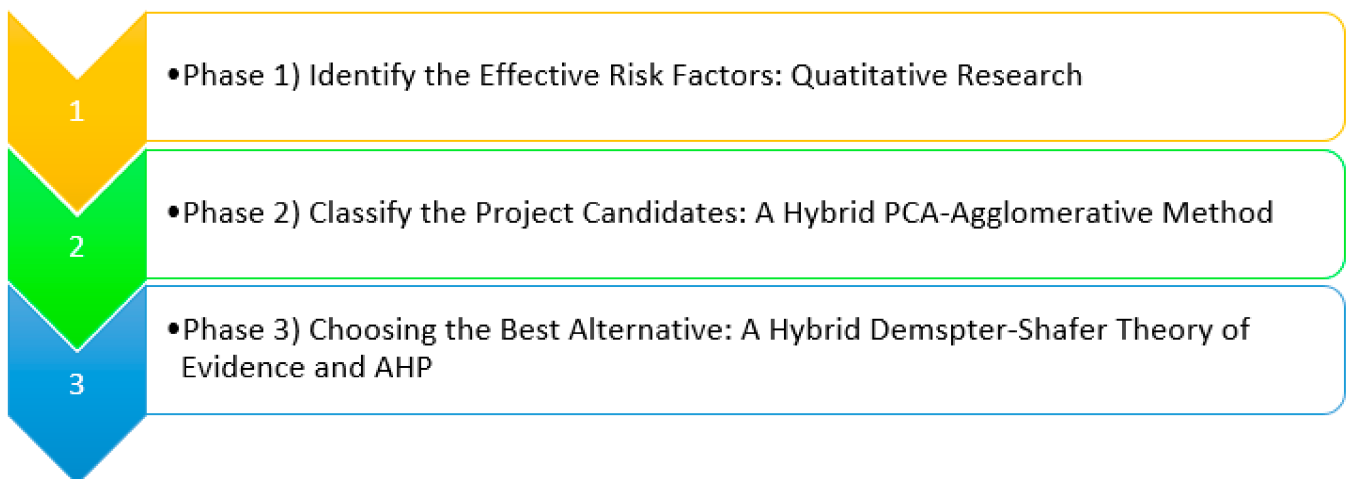 1
•Phase 1) Identify the Effective Risk Factors: Quatitative Research
2
•Phase 2) Classify the Project Candidates: A Hybrid PCA-Agglomerative Method
3
•Phase 3) Choosing the Best Alternative: A Hybrid Demspter-Shafer Theory of
Evidence and AHP